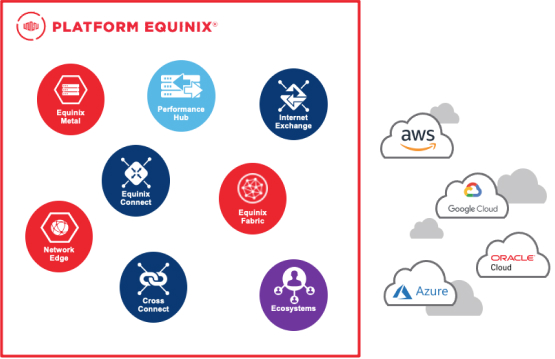 PLATFORM EQUINIX®
Equinix
Metal
Performance
Hub
Internet
Exchange
Equinix
Connect
Equinix
Fabric
Network
Edge
Cross
Connect
Ecosystems
aws
Google Cloud
ORACLE
Cloud
Azure